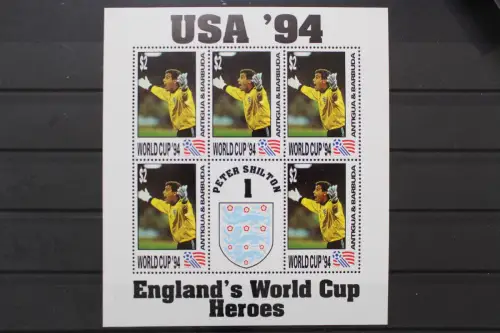 USA '94
$2
ANTIGUA & BARBUDA
WORLD CUP '94
$2
ANTIGUA & BARBUDA
WORLD CUP '94
$2
ANTIGUA & BARBUDA
WORLD CUP '94
$2
ANTIGUA & BARBUDA
WORLD CUP '94
PETER SHILTON
1
$2
ANTIGUA & BARBUDA
WORLD CUP '94
England's World Cup
Heroes